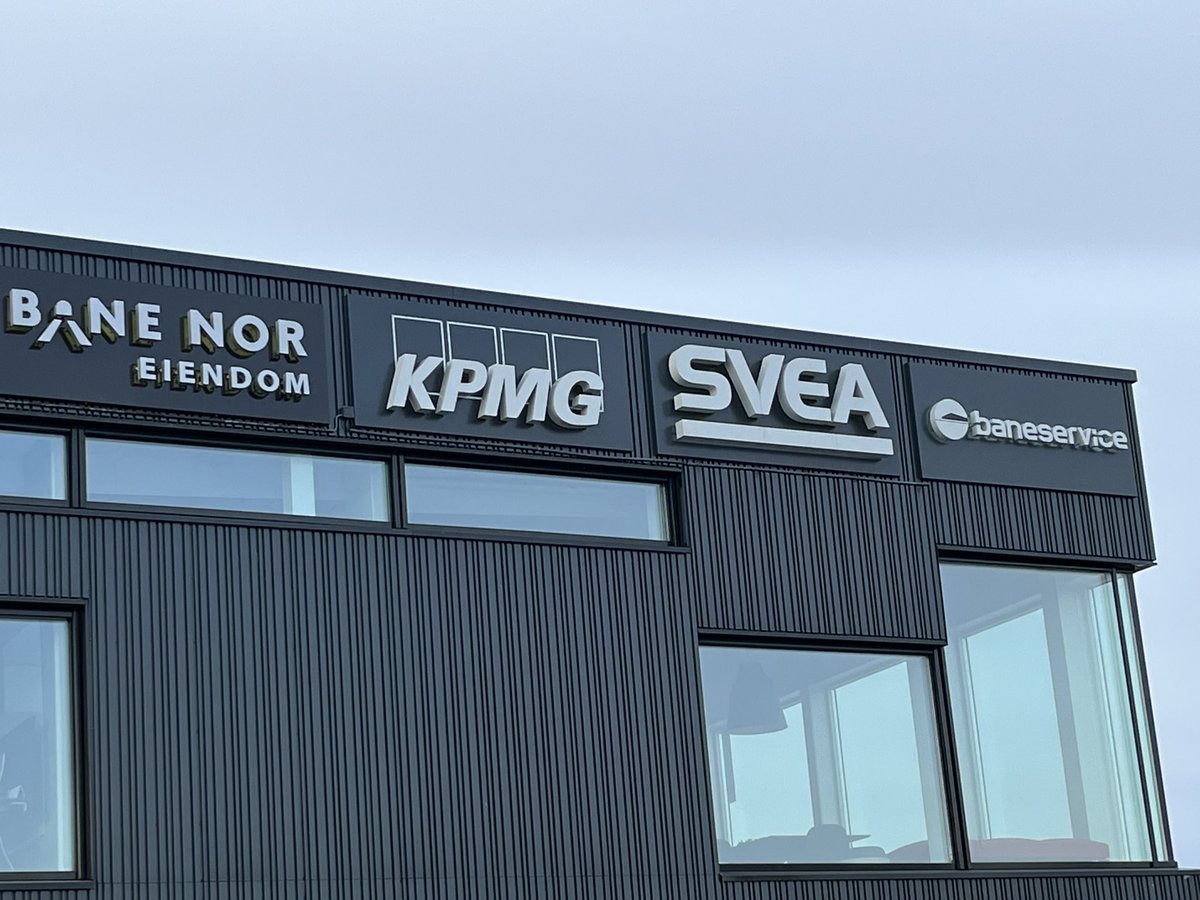 BANE NOR
EIENDOM
KPMG
SVEA
baneservice